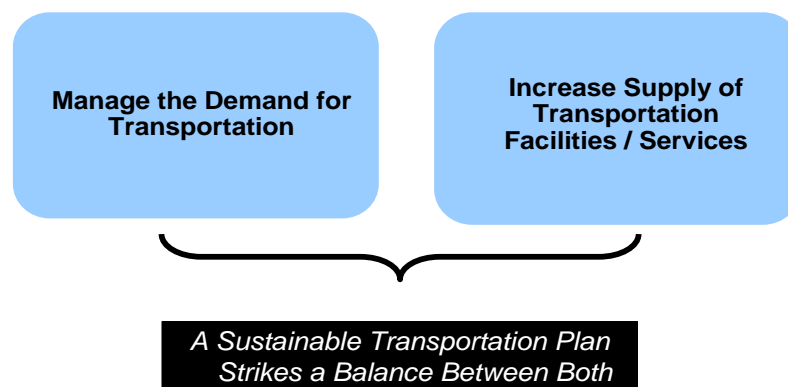 Manage the Demand for
Transportation
Increase Supply of
Transportation
Facilities / Services
A Sustainable Transportation Plan
Strikes a Balance Between Both